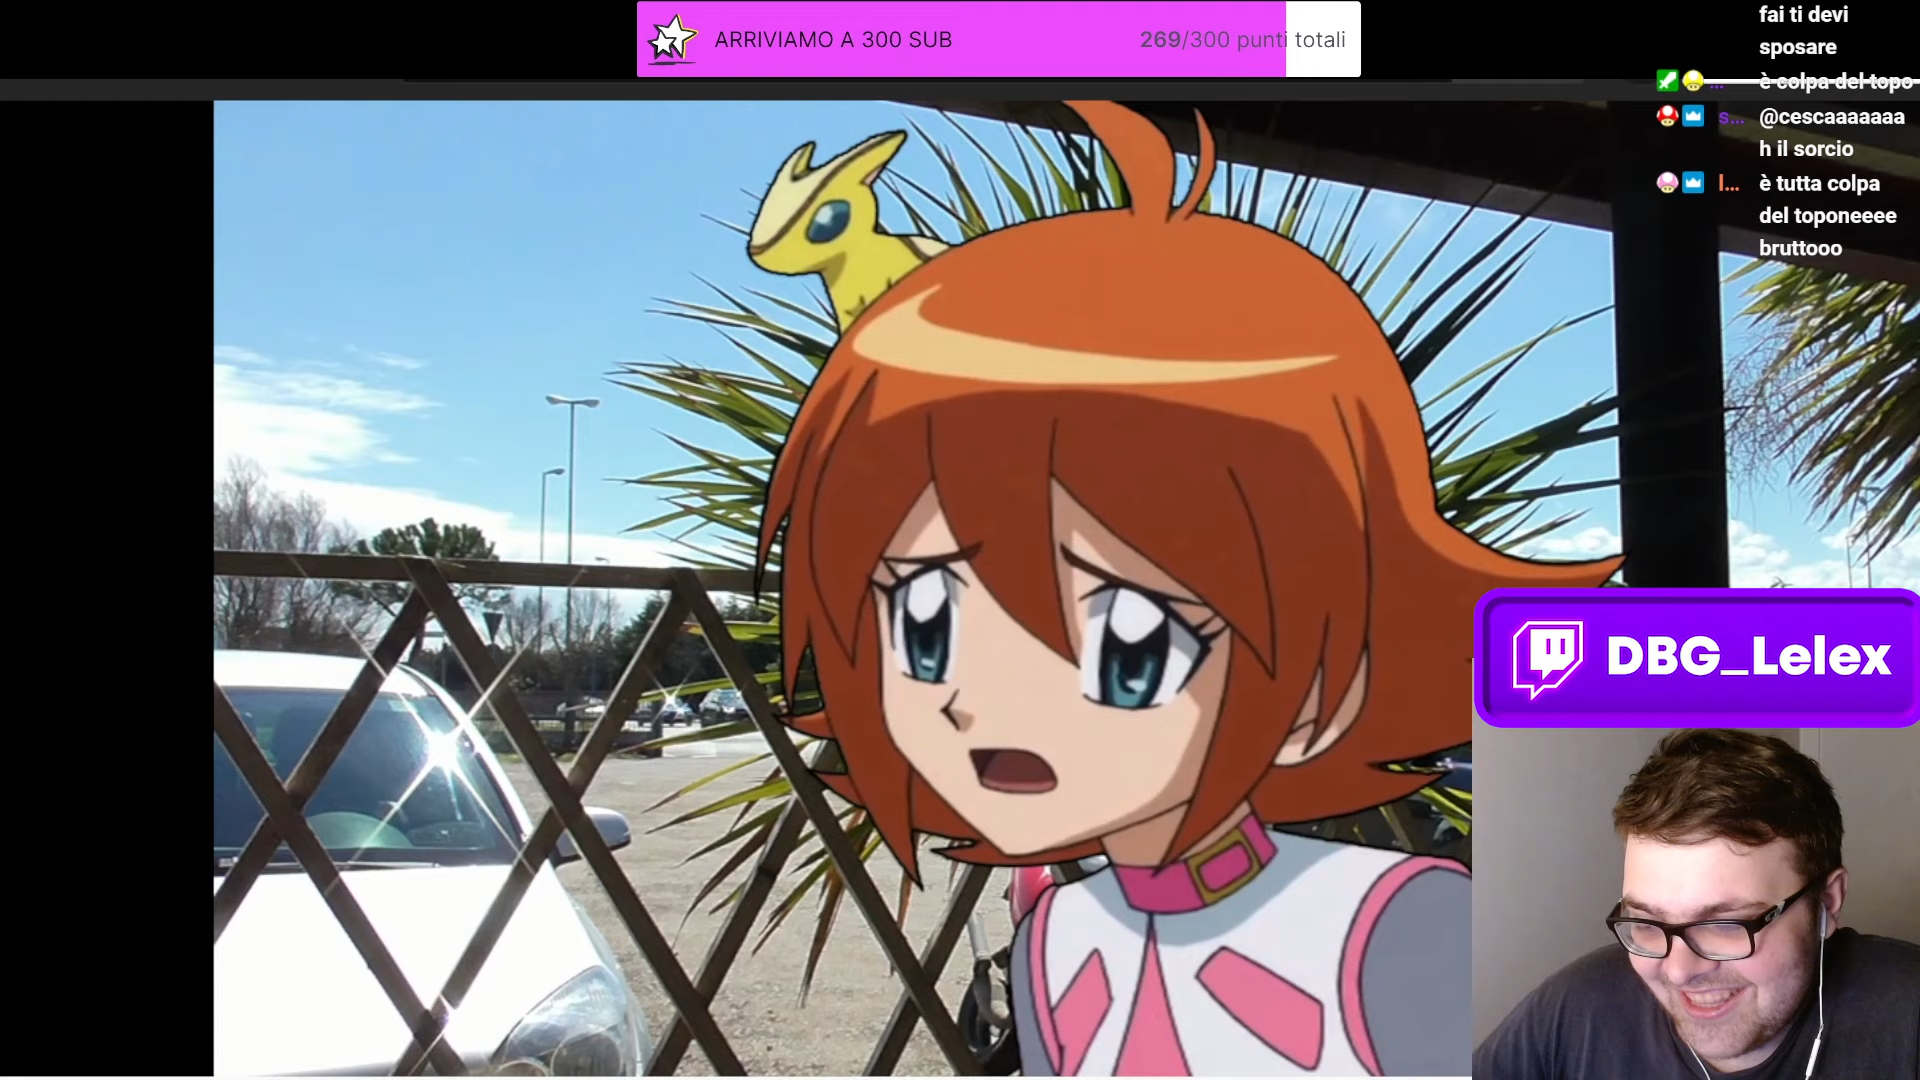 ARRIVIAMO A 300 SUB
269/300 punti totali
fai ti devi
sposare
... è colpa del topo
s... @cescaaaaaaa
h il sorcio
l... è tutta colpa
del toponeeee
bruttooo
DBG_Lelex